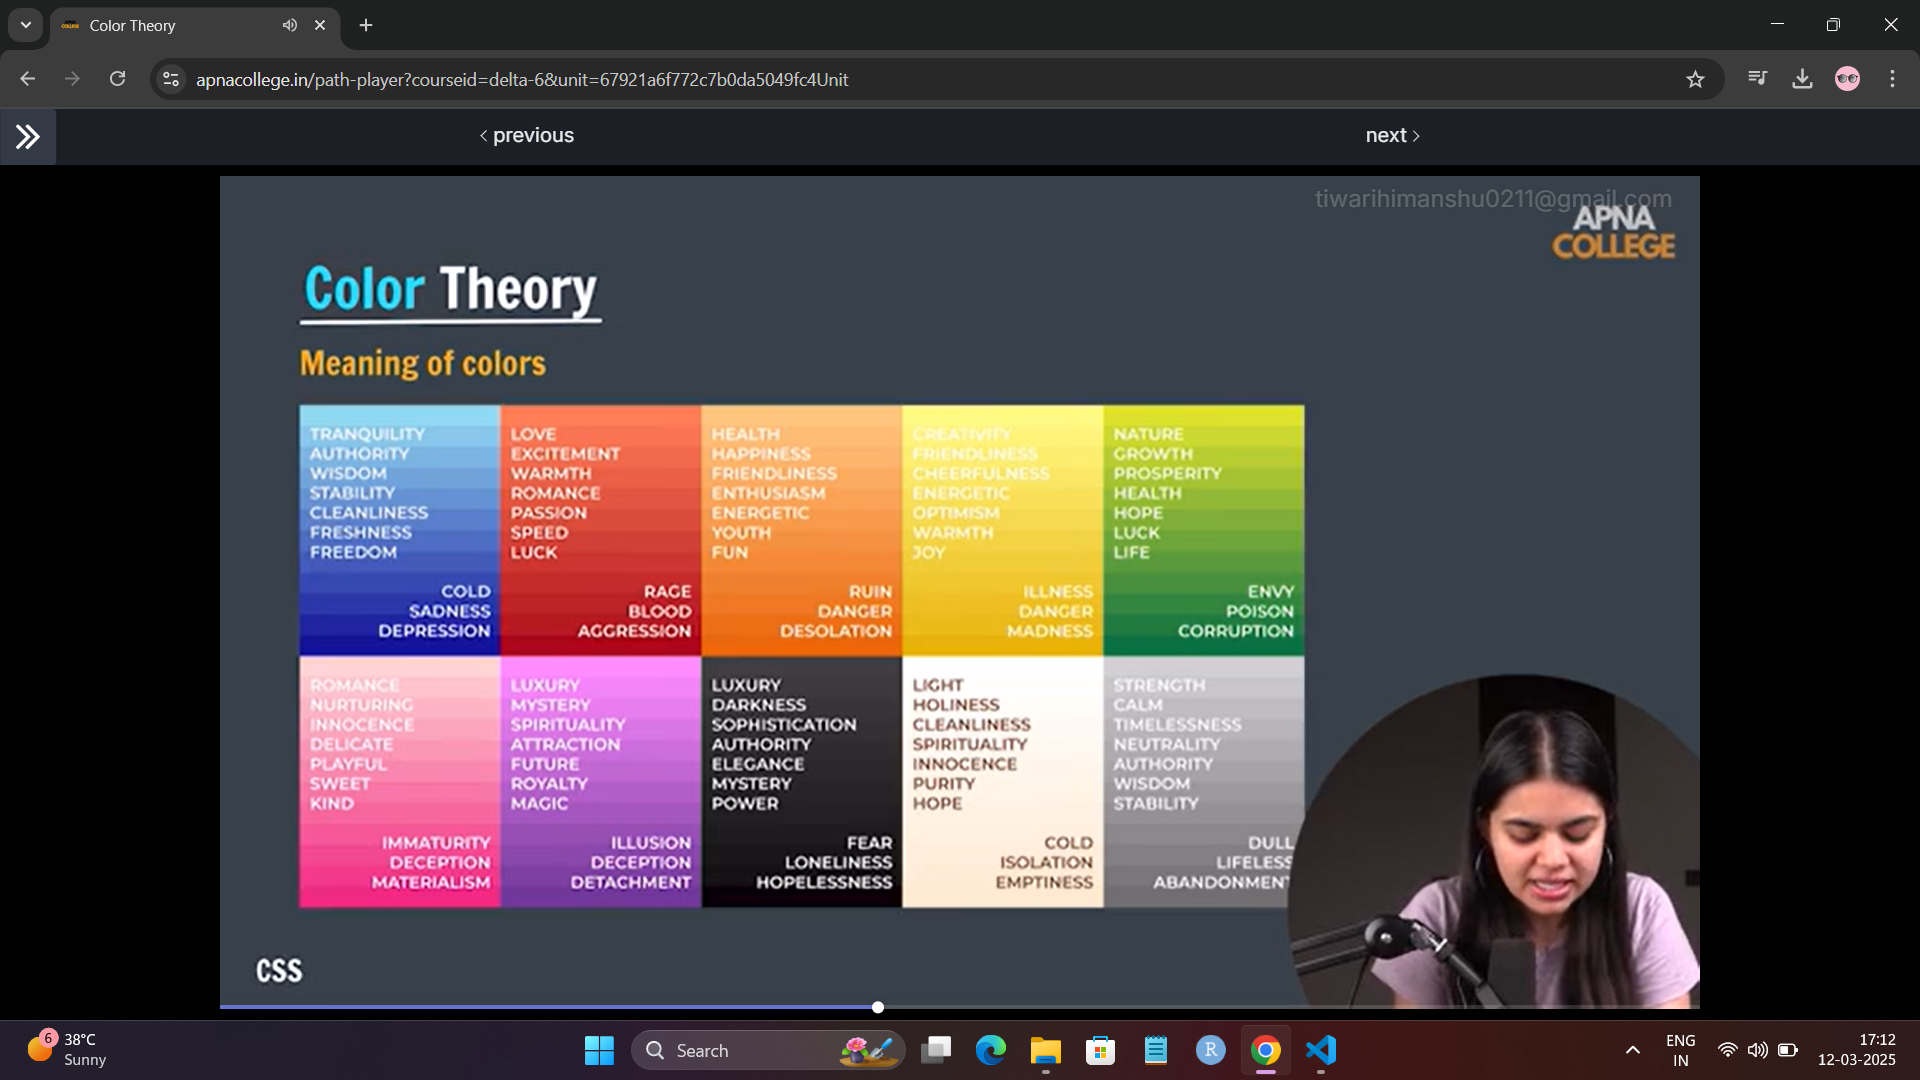 Color Theory
apnacollege.in/path-player?courseid=delta-6&unit=67921a6f772c7b0da5049fc4Unit
previous
next
tiwarihimanshu0211@gmail.com
APNA
COLLEGE
Color Theory
Meaning of colors
TRANQUILITY
AUTHORITY
WISDOM
STABILITY
CLEANLINESS
FRESHNESS
FREEDOM
COLD
SADNESS
DEPRESSION
LOVE
EXCITEMENT
WARMTH
ROMANCE
PASSION
SPEED
LUCK
RAGE
BLOOD
AGGRESSION
HEALTH
HAPPINESS
FRIENDLINESS
ENTHUSIASM
ENERGETIC
YOUTH
FUN
RUIN
DANGER
DESOLATION
CREATIVITY
FRIENDLINESS
CHEERFULNESS
ENERGETIC
OPTIMISM
WARMTH
JOY
ILLNESS
DANGER
MADNESS
NATURE
GROWTH
PROSPERITY
HEALTH
HOPE
LUCK
LIFE
ENVY
POISON
CORRUPTION
ROMANCE
NURTURING
INNOCENCE
DELICATE
PLAYFUL
SWEET
KIND
IMMATURITY
DECEPTION
MATERIALISM
LUXURY
MYSTERY
SPIRITUALITY
ATTRACTION
FUTURE
ROYALTY
MAGIC
ILLUSION
DECEPTION
DETACHMENT
LUXURY
DARKNESS
SOPHISTICATION
AUTHORITY
ELEGANCE
MYSTERY
POWER
FEAR
LONELINESS
HOPELESSNESS
LIGHT
HOLINESS
CLEANLINESS
SPIRITUALITY
INNOCENCE
PURITY
HOPE
COLD
ISOLATION
EMPTINESS
STRENGTH
CALM
TIMELESSNESS
NEUTRALITY
AUTHORITY
WISDOM
STABILITY
DULL
LIFELESS
ABANDONMENT
CSS
6
38°C
Sunny
Search
R
ENG
IN
17:12
12-03-2025